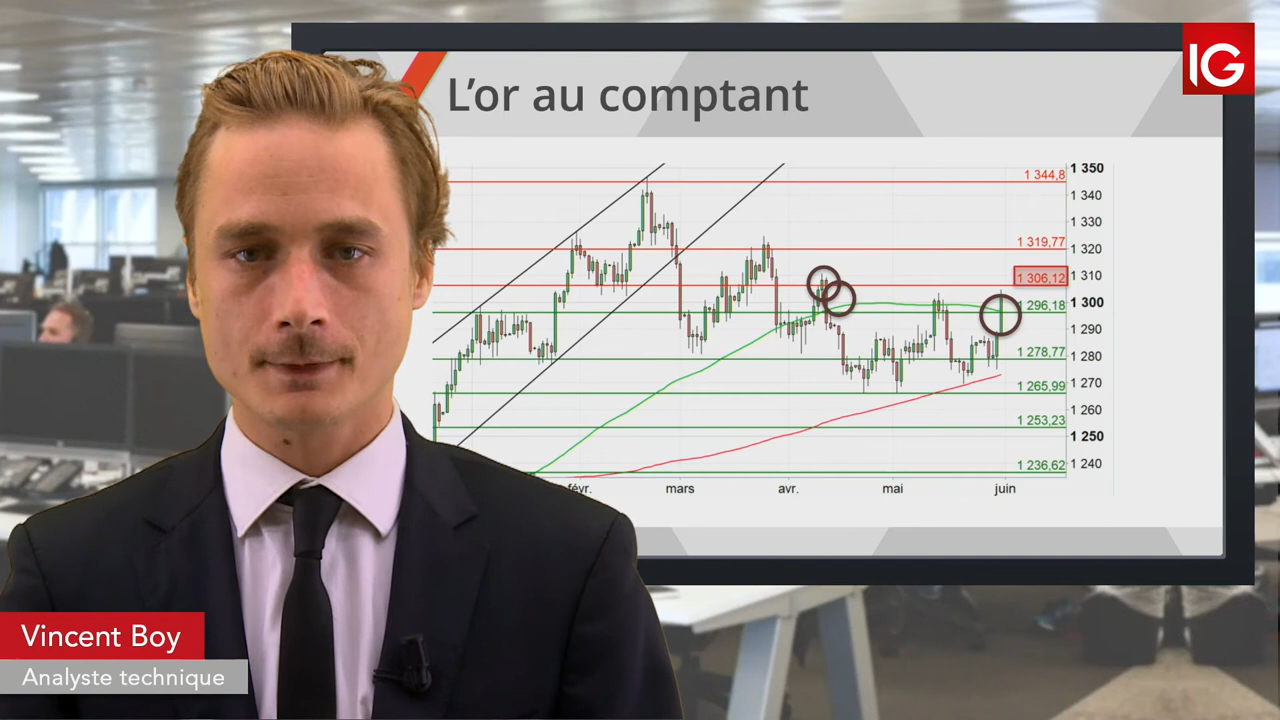 IG
L’or au comptant
1 350
1 344,8
1 340
1 330
1 319,77
1 320
1 306,12
1 310
1 300
1 296,18
1 290
1 278,77
1 280
1 270
1 265,99
1 260
1 253,23
1 250
1 236,62
1 240
févr.
mars
avr.
mai
juin
Vincent Boy
Analyste technique